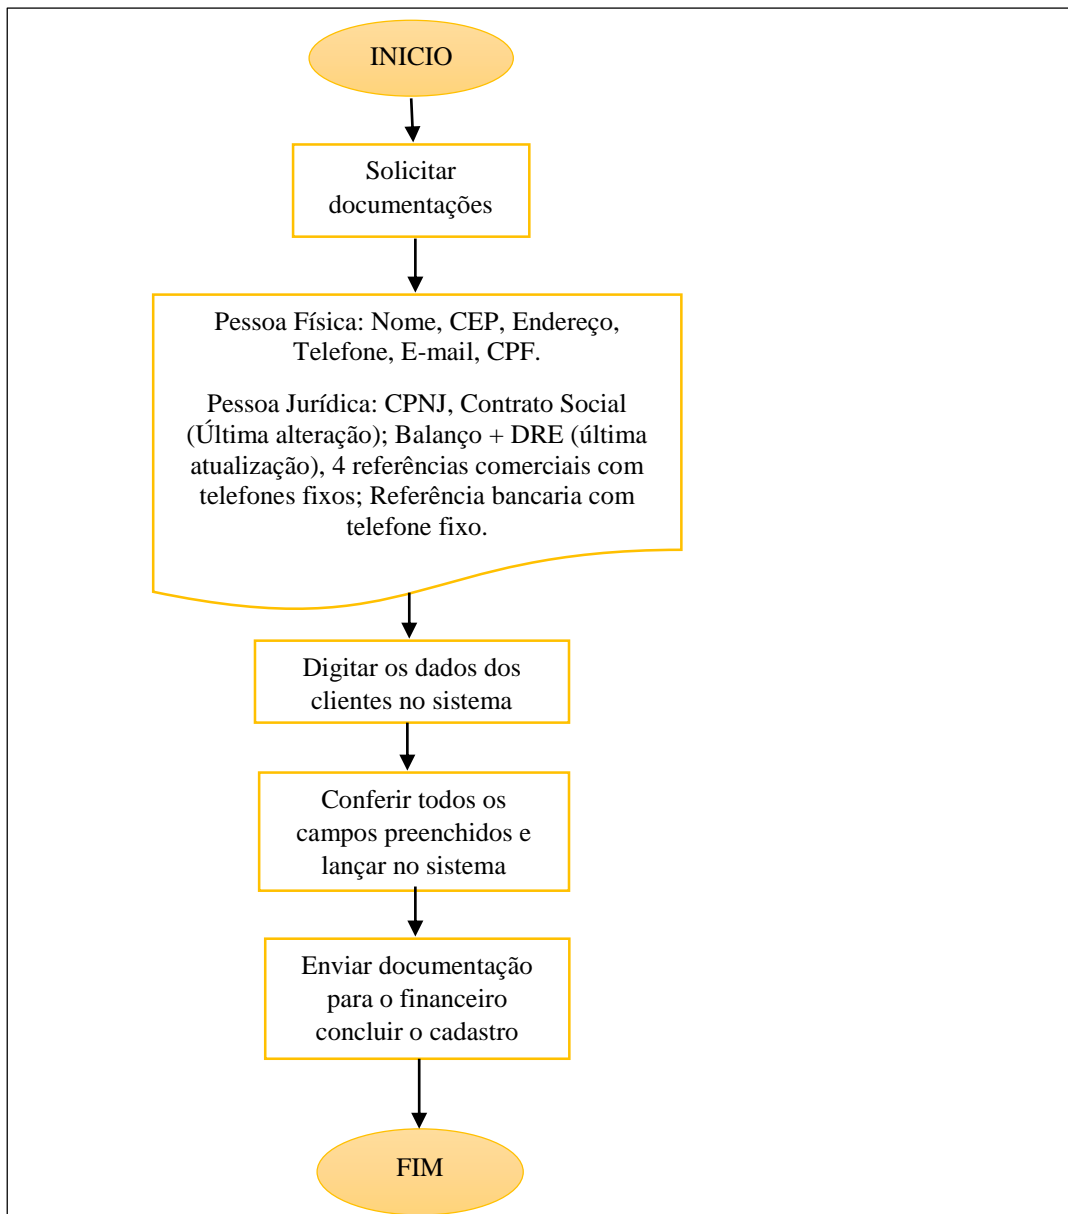 INICIO
Solicitar
documentações
Pessoa Física: Nome, CEP, Endereço,
Telefone, E-mail, CPF.
Pessoa Jurídica: CPNJ, Contrato Social
(Última alteração); Balanço + DRE (última
atualização), 4 referências comerciais com
telefones fixos; Referência bancaria com
telefone fixo.
Digitar os dados dos
clientes no sistema
Conferir todos os
campos preenchidos e
lançar no sistema
Enviar documentação
para o financeiro
concluir o cadastro
FIM